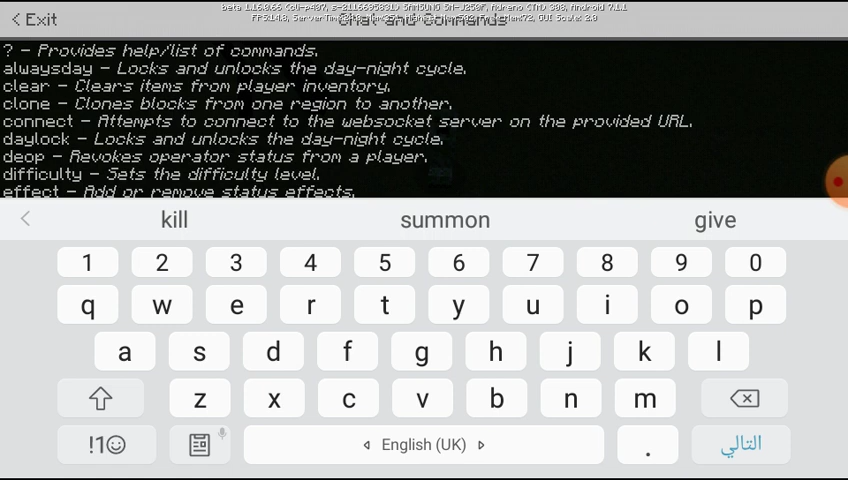 < Exit
Chat and commands
? - Provides help/list of commands.
alwaysday - Locks and unlocks the day-night cycle.
clear - Clears items from player inventory.
clone - Clones blocks from one region to another.
connect - Attempts to connect to the websocket server on the provided URL.
daylock - Locks and unlocks the day-night cycle.
deop - Revokes operator status from a player.
difficulty - Sets the difficulty level.
effect - Add or remove status effects.
kill summon give
1 2 3 4 5 6 7 8 9 0
q w e r t y u i o p
a s d f g h j k l
z x c v b n m
!1☺ English (UK) . التالي